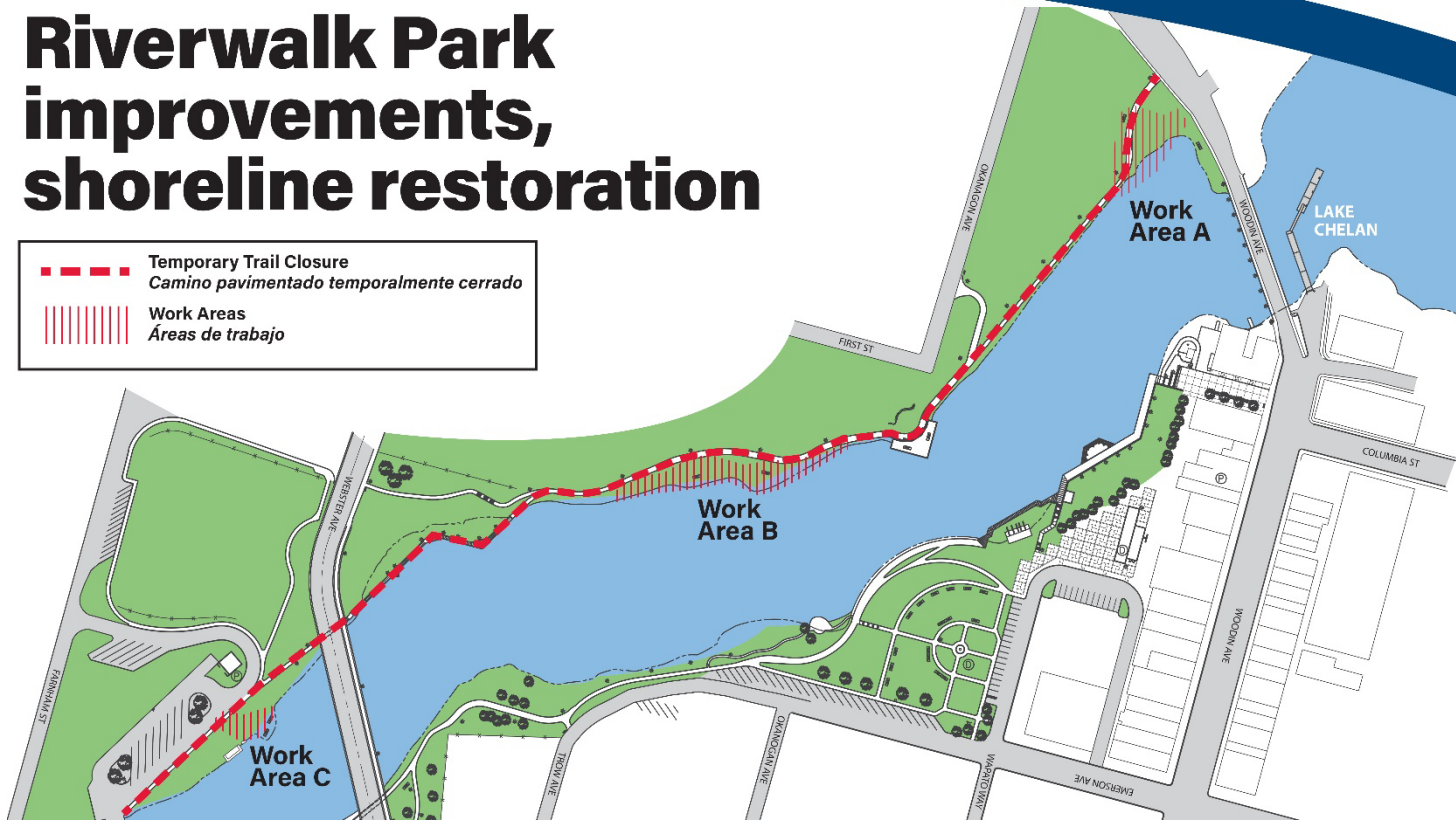 Riverwalk Park
improvements,
shoreline restoration
Temporary Trail Closure
Camino pavimentado temporalmente cerrado
Work Areas
Áreas de trabajo
OKANAGON AVE
Work
Area A
WOODIN AVE
LAKE
CHELAN
FIRST ST
COLUMBIA ST
P
WEBSTER AVE
Work
Area B
D
WOODIN AVE
FARNHAM ST
P
D
Work
Area C
TROW AVE
OKANOGAN AVE
WAPATO WAY
EMERSON AVE